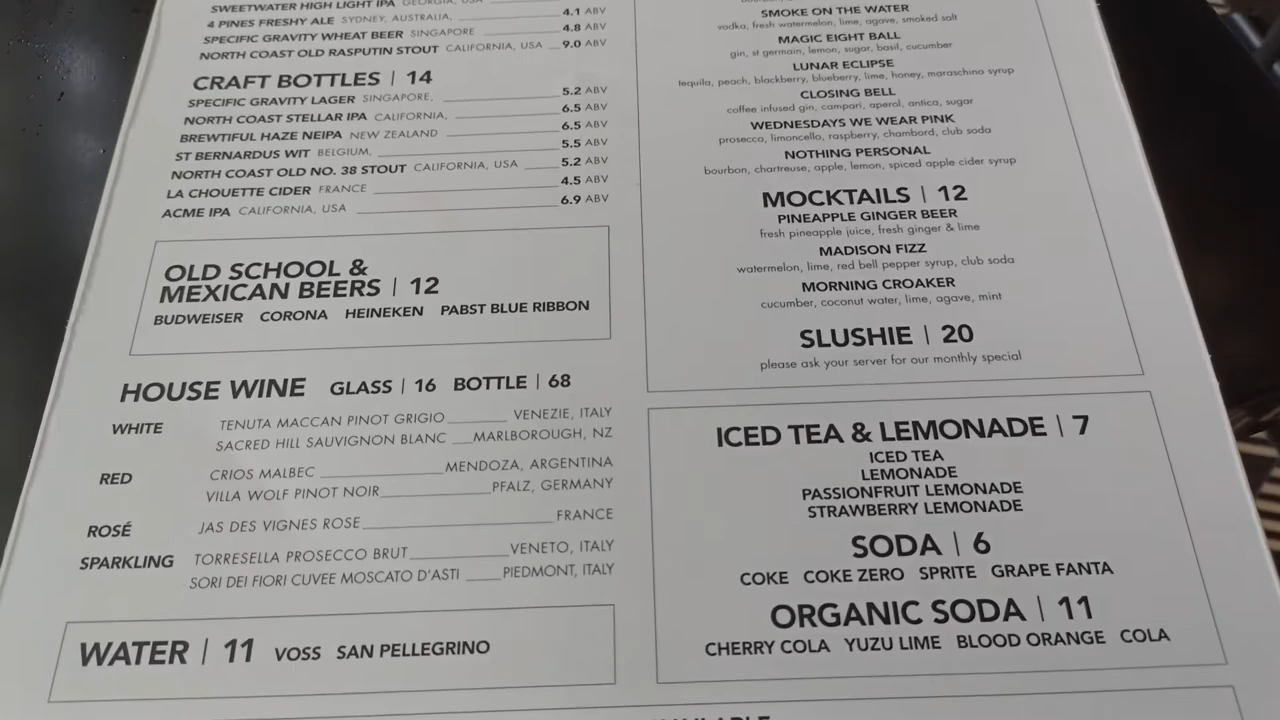 SWEETWATER HIGH LIGHT IPA GEORGIA, USA
4 PINES FRESHY ALE SYDNEY, AUSTRALIA, 4.1 ABV
SPECIFIC GRAVITY WHEAT BEER SINGAPORE 4.8 ABV
NORTH COAST OLD RASPUTIN STOUT CALIFORNIA, USA 9.0 ABV
CRAFT BOTTLES | 14
SPECIFIC GRAVITY LAGER SINGAPORE, 5.2 ABV
NORTH COAST STELLAR IPA CALIFORNIA, 6.5 ABV
BREWTIFUL HAZE NEIPA NEW ZEALAND 6.5 ABV
ST BERNARDUS WIT BELGIUM, 5.5 ABV
NORTH COAST OLD NO. 38 STOUT CALIFORNIA, USA 5.2 ABV
LA CHOUETTE CIDER FRANCE 4.5 ABV
ACME IPA CALIFORNIA, USA 6.9 ABV
OLD SCHOOL &
MEXICAN BEERS | 12
BUDWEISER CORONA HEINEKEN PABST BLUE RIBBON
HOUSE WINE GLASS | 16 BOTTLE | 68
WHITE TENUTA MACCAN PINOT GRIGIO VENEZIE, ITALY
SACRED HILL SAUVIGNON BLANC MARLBOROUGH, NZ
RED CRIOS MALBEC MENDOZA, ARGENTINA
VILLA WOLF PINOT NOIR PFALZ, GERMANY
ROSÉ JAS DES VIGNES ROSE FRANCE
SPARKLING TORRESELLA PROSECCO BRUT VENETO, ITALY
SORI DEI FIORI CUVEE MOSCATO D'ASTI PIEDMONT, ITALY
WATER | 11 VOSS SAN PELLEGRINO
SMOKE ON THE WATER
vodka, fresh watermelon, lime, agave, smoked salt
MAGIC EIGHT BALL
gin, st germain, lemon, sugar, basil, cucumber
LUNAR ECLIPSE
tequila, peach, blackberry, blueberry, lime, honey, maraschino syrup
CLOSING BELL
coffee infused gin, campari, aperol, antica, sugar
WEDNESDAYS WE WEAR PINK
prosecco, limoncello, raspberry, chambord, club soda
NOTHING PERSONAL
bourbon, chartreuse, apple, lemon, spiced apple cider syrup
MOCKTAILS | 12
PINEAPPLE GINGER BEER
fresh pineapple juice, fresh ginger & lime
MADISON FIZZ
watermelon, lime, red bell pepper syrup, club soda
MORNING CROAKER
cucumber, coconut water, lime, agave, mint
SLUSHIE | 20
please ask your server for our monthly special
ICED TEA & LEMONADE | 7
ICED TEA
LEMONADE
PASSIONFRUIT LEMONADE
STRAWBERRY LEMONADE
SODA | 6
COKE COKE ZERO SPRITE GRAPE FANTA
ORGANIC SODA | 11
CHERRY COLA YUZU LIME BLOOD ORANGE COLA